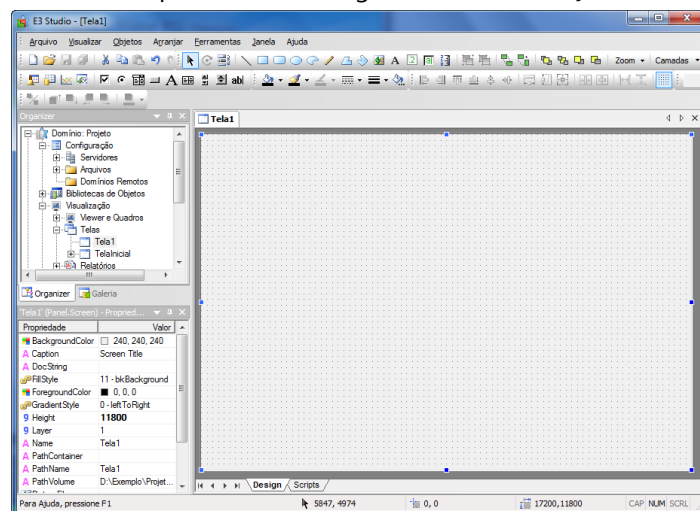 E3 Studio - [Tela1]
Arquivo Visualizar Objetos Arranjar Ferramentas Janela Ajuda
A 2 Zoom Camadas
A abl
Organizer
Tela1
Domínio: Projeto
Configuração
Servidores
Arquivos
Domínios Remotos
Bibliotecas de Objetos
Visualização
Viewer e Quadros
Telas
Tela1
TelaInicial
Relatórios
Organizer Galeria
'Tela1' (Panel.Screen) - Propried...
Propriedade Valor
BackgroundColor 240, 240, 240
A Caption Screen Title
A DocString
FillStyle 11 - bkBackground
ForegroundColor 0, 0, 0
GradientStyle 0 - leftToRight
9 Height 11800
9 Layer 1
A Name Tela1
A PathContainer
A PathName Tela1
A PathVolume D:\Exemplo\Projet...
Design Scripts
Para Ajuda, pressione F1 5847, 4974 0, 0 17200,11800 CAP NUM SCRL